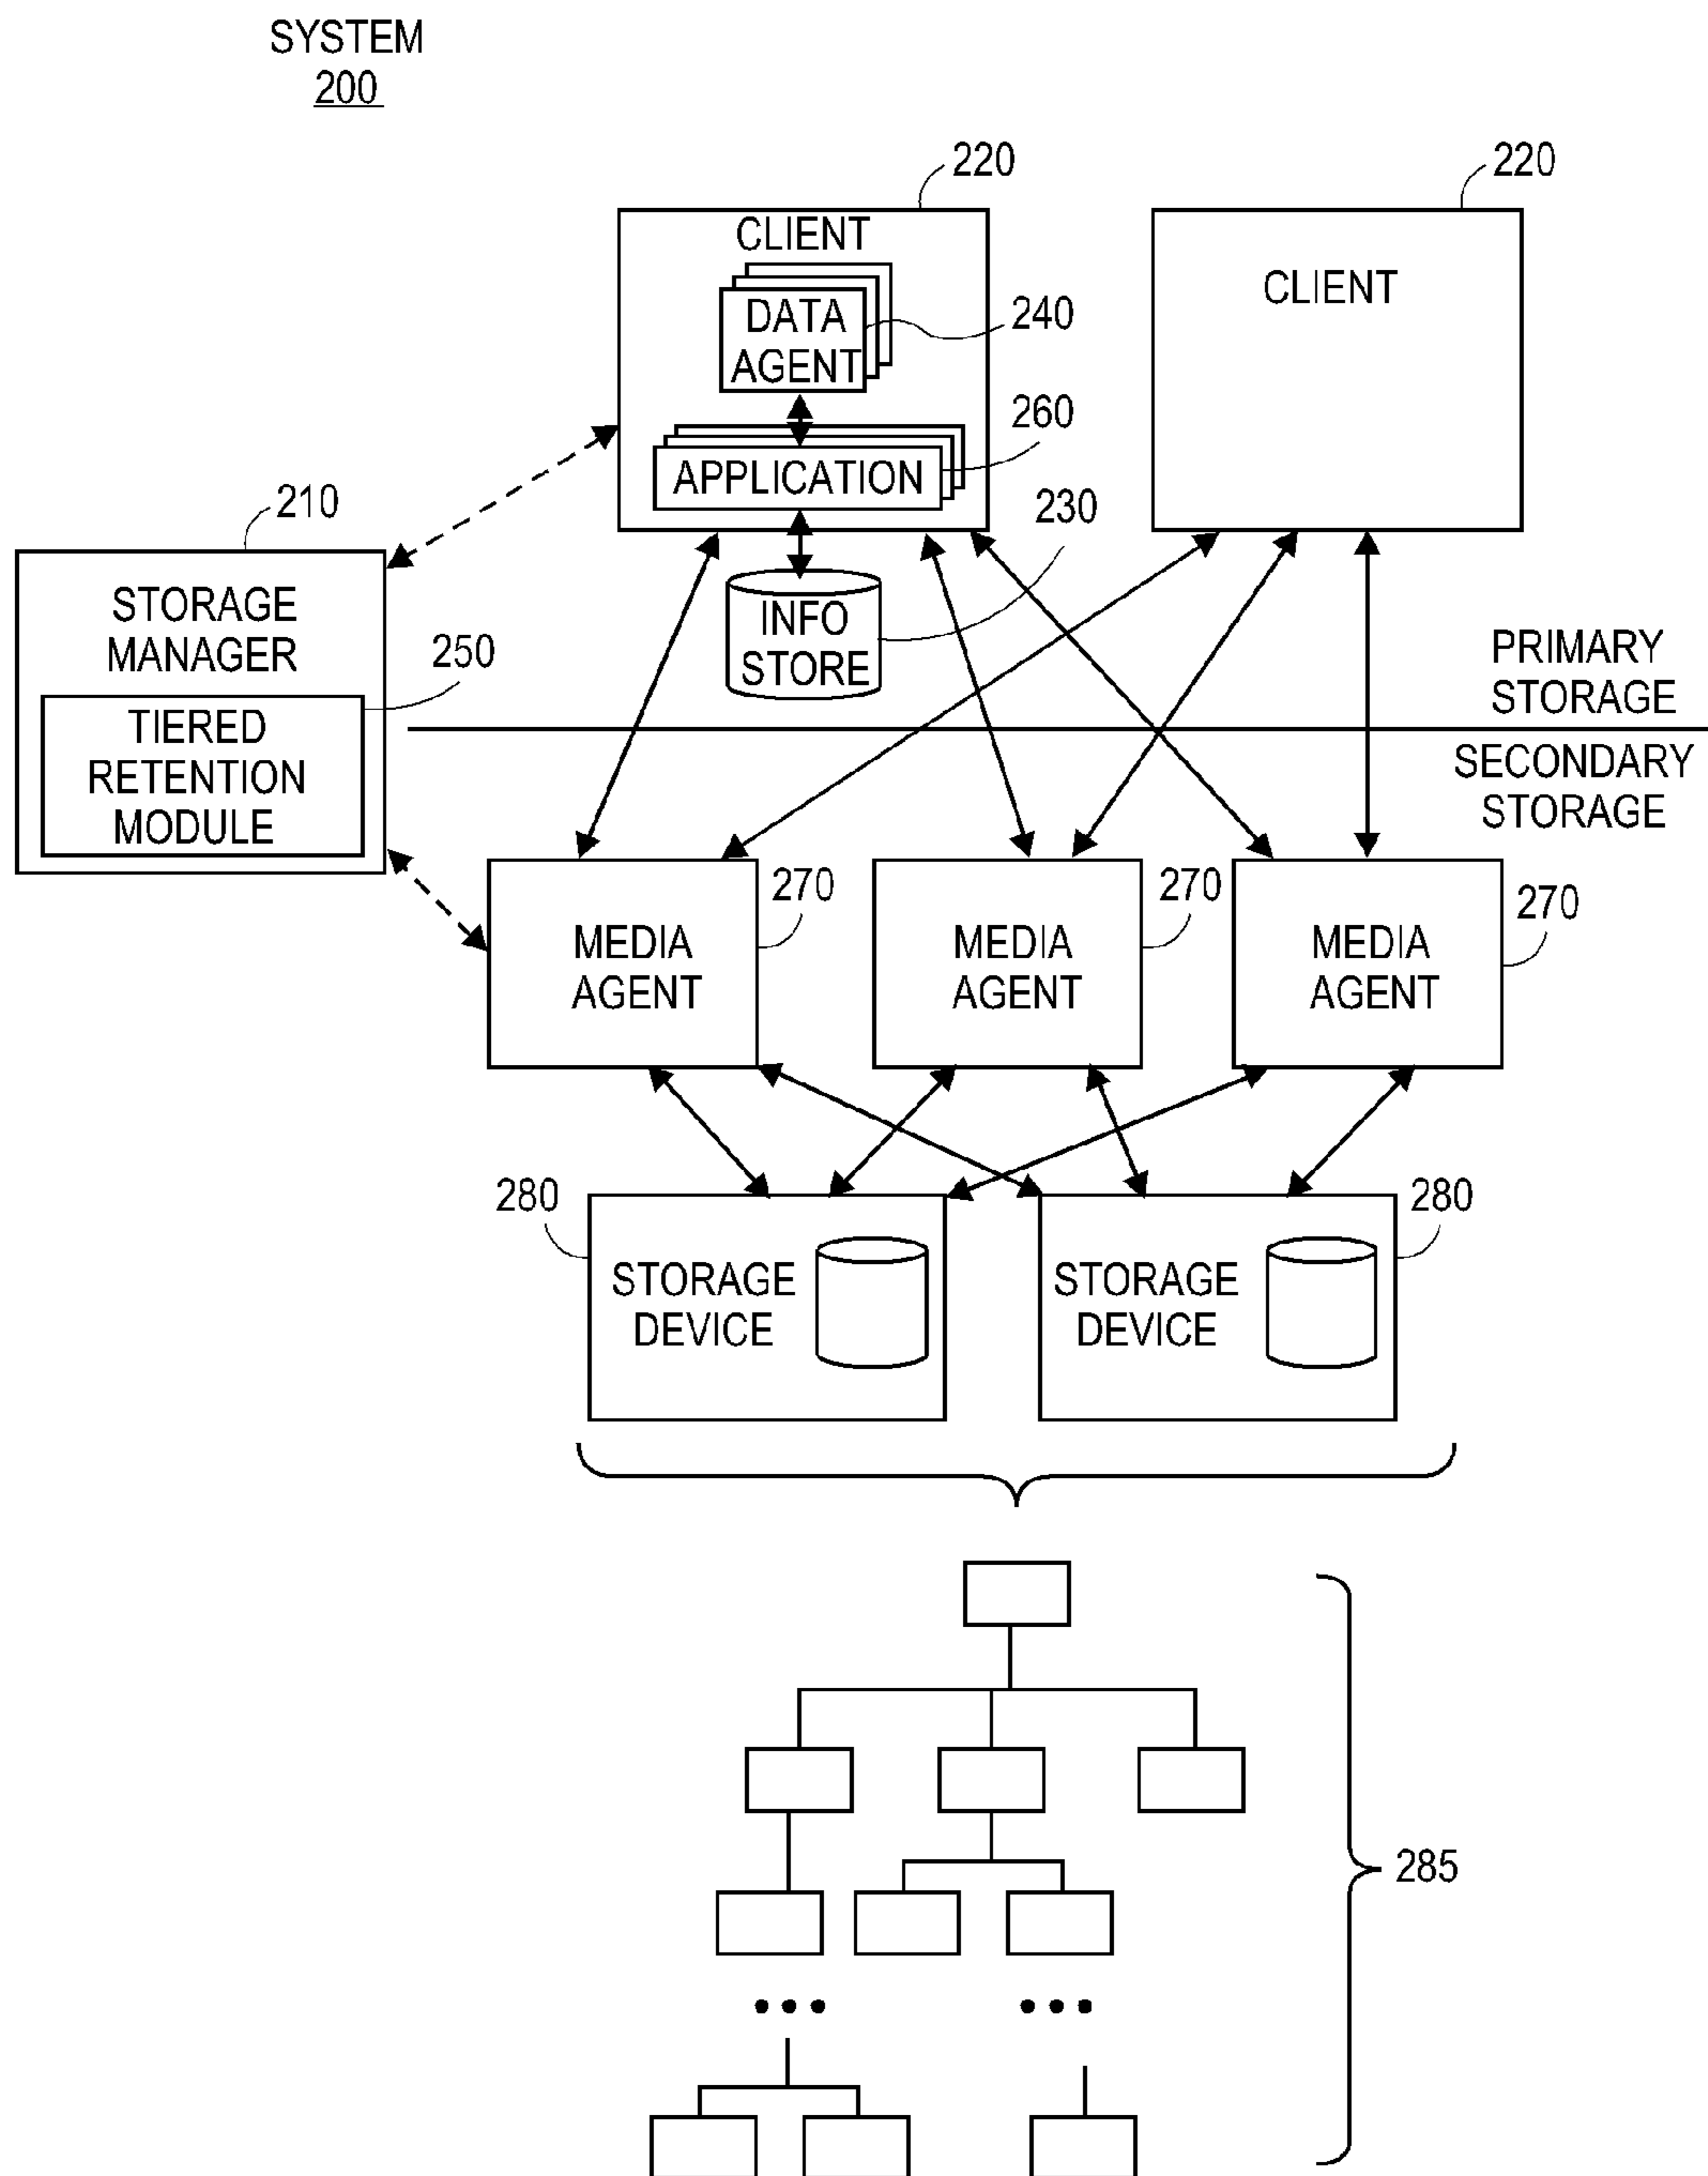 SYSTEM
200
220
220
CLIENT
DATA
AGENT
240
CLIENT
260
APPLICATION
210
230
STORAGE
MANAGER
250
INFO
STORE
PRIMARY
STORAGE
TIERED
RETENTION
MODULE
SECONDARY
STORAGE
270
270
270
MEDIA
AGENT
MEDIA
AGENT
MEDIA
AGENT
280
280
STORAGE
DEVICE
STORAGE
DEVICE
285